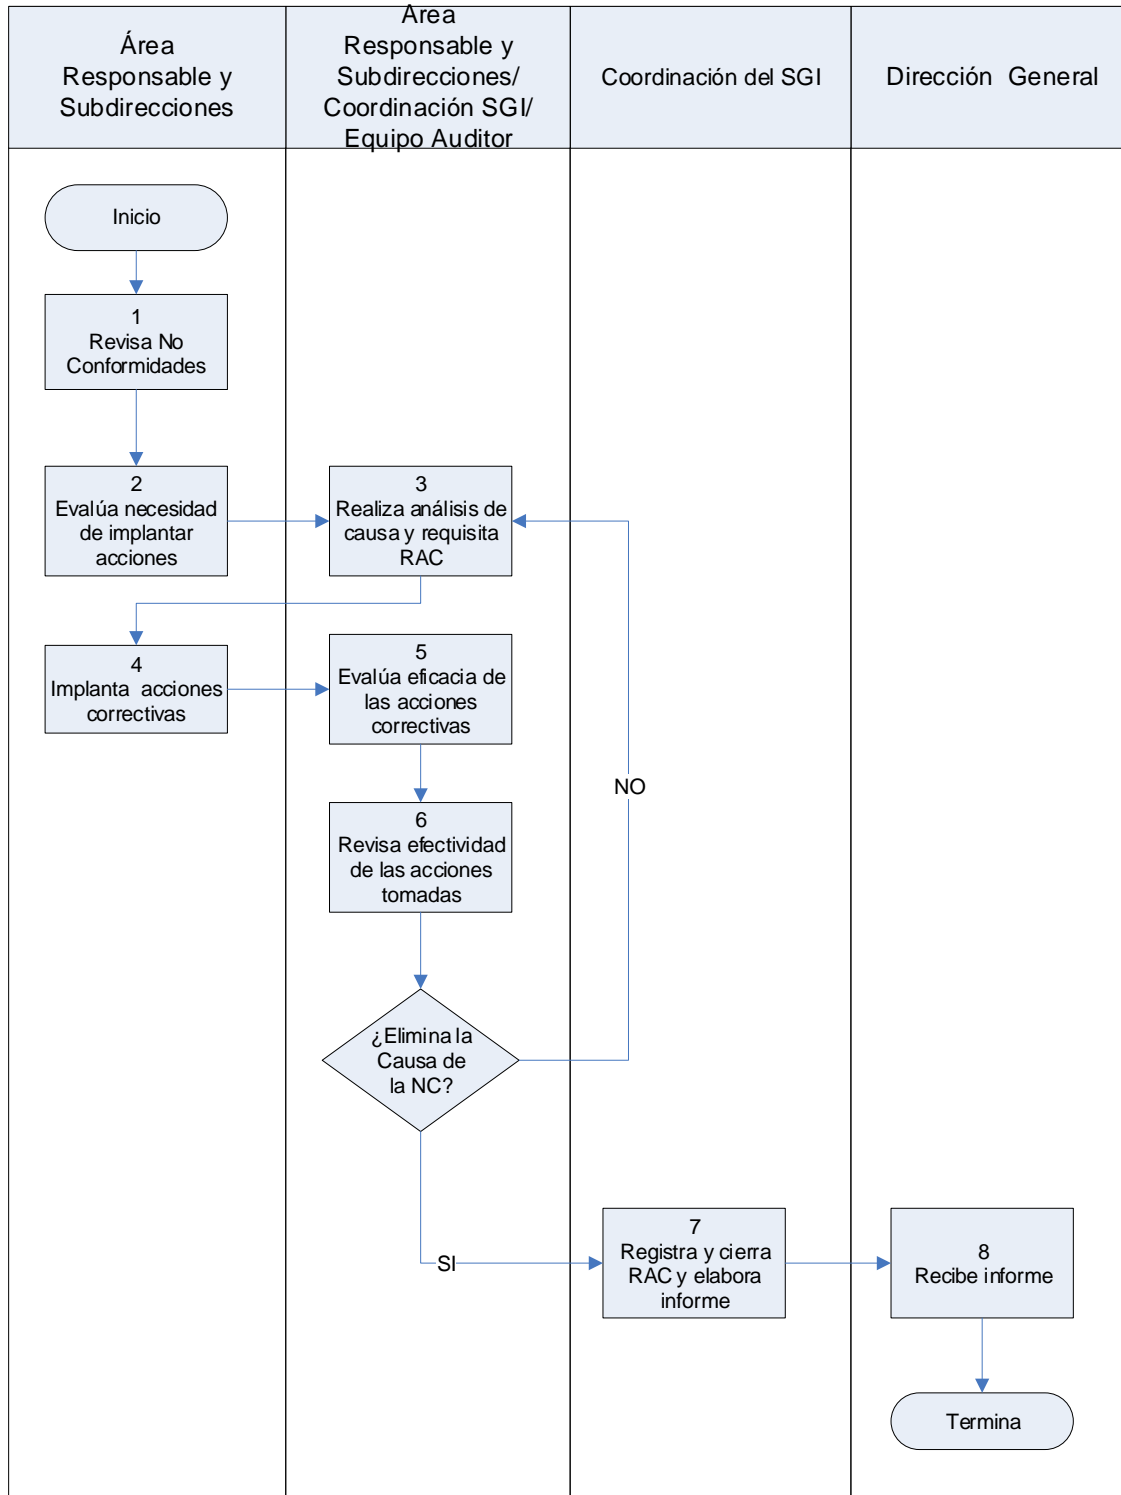 Área
Responsable y
Subdirecciones
Area
Responsable y
Subdirecciones/
Coordinación SGI/
Equipo Auditor
Coordinación del SGI
Dirección General
Inicio
1
Revisa No
Conformidades
2
Evalúa necesidad
de implantar
acciones
3
Realiza análisis de
causa y requisita
RAC
4
Implanta acciones
correctivas
5
Evalúa eficacia de
las acciones
correctivas
NO
6
Revisa efectividad
de las acciones
tomadas
¿Elimina la
Causa de
la NC?
SI
7
Registra y cierra
RAC y elabora
informe
8
Recibe informe
Termina